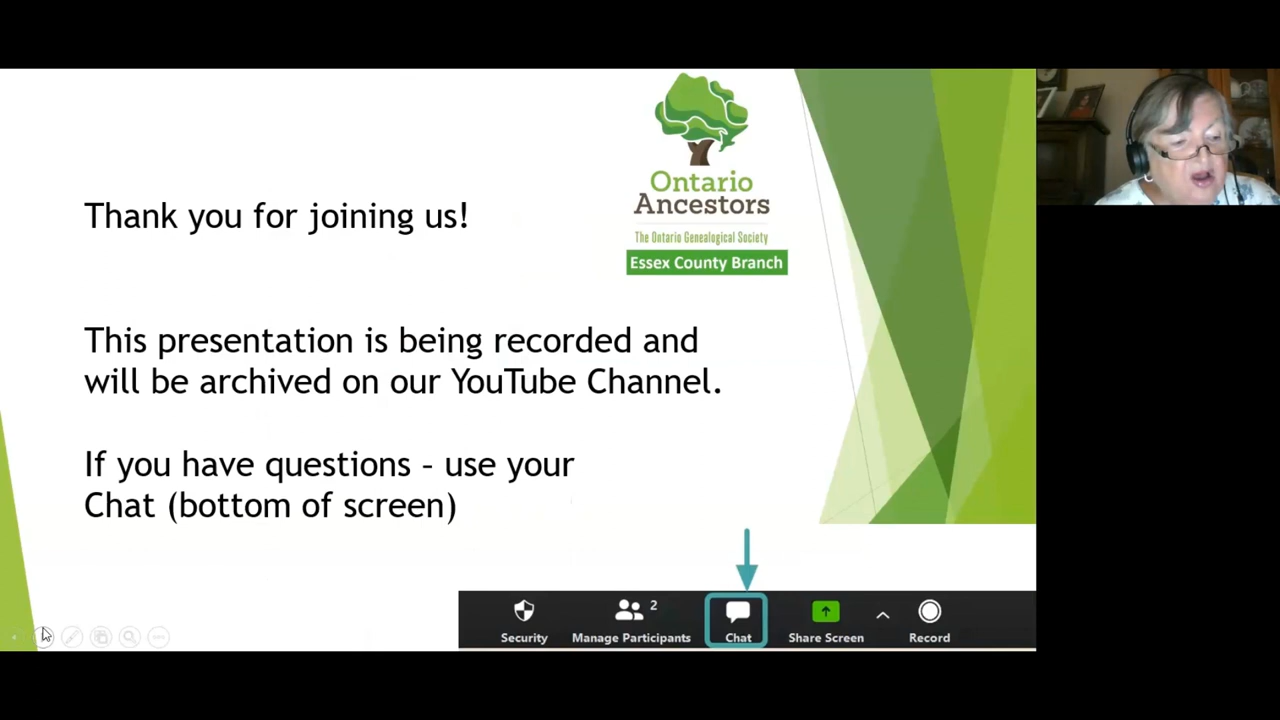 Ontario
Ancestors
The Ontario Genealogical Society
Essex County Branch
Thank you for joining us!
This presentation is being recorded and
will be archived on our YouTube Channel.
If you have questions – use your
Chat (bottom of screen)
2
Security
Manage Participants
Chat
Share Screen
Record